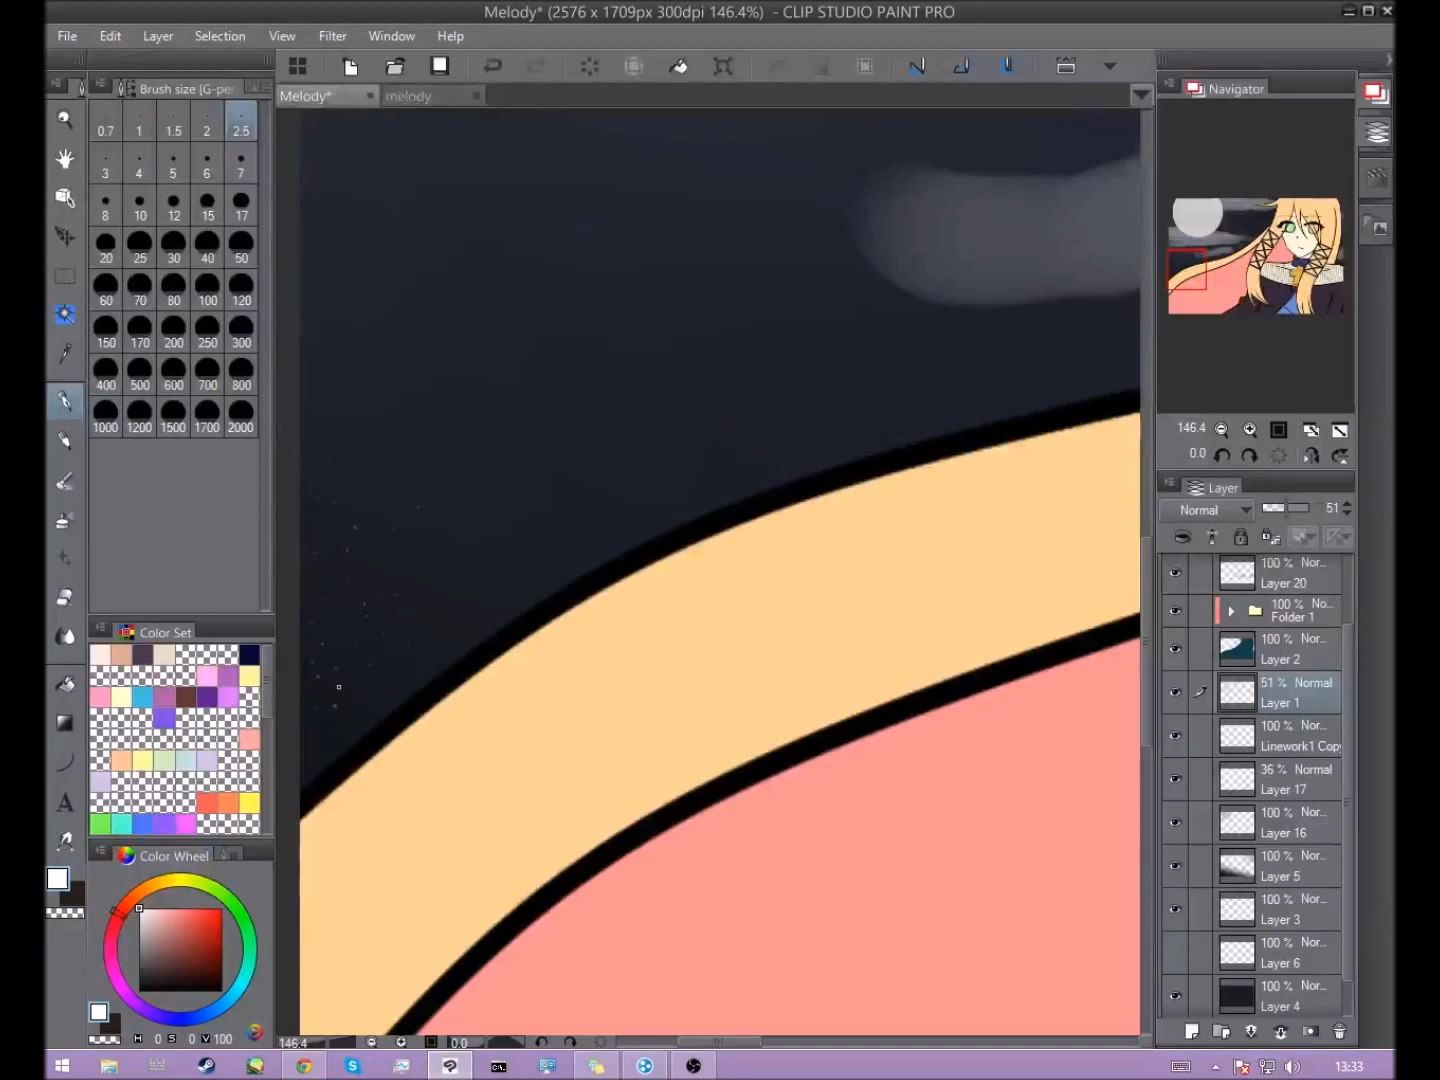 Melody* (2576 x 1709px 300dpi 146.4%) - CLIP STUDIO PAINT PRO
File Edit Layer Selection View Filter Window Help
Melody* melody
Brush size [G-pe
0.7 1 1.5 2 2.5
3 4 5 6 7
8 10 12 15 17
20 25 30 40 50
60 70 80 100 120
150 170 200 250 300
400 500 600 700 800
1000 1200 1500 1700 2000
Color Set
Color Wheel
H 0 S 0 V 100
146.4 0.0
Navigator
146.4
0.0
Layer
Normal 51
100 % Nor...
Layer 20
100 % No...
Folder 1
100 % Nor...
Layer 2
51 % Normal
Layer 1
100 % Nor...
Linework1 Copy
36 % Normal
Layer 17
100 % Nor...
Layer 16
100 % Nor...
Layer 5
100 % Nor...
Layer 3
100 % Nor...
Layer 6
100 % Nor...
Layer 4
13:33